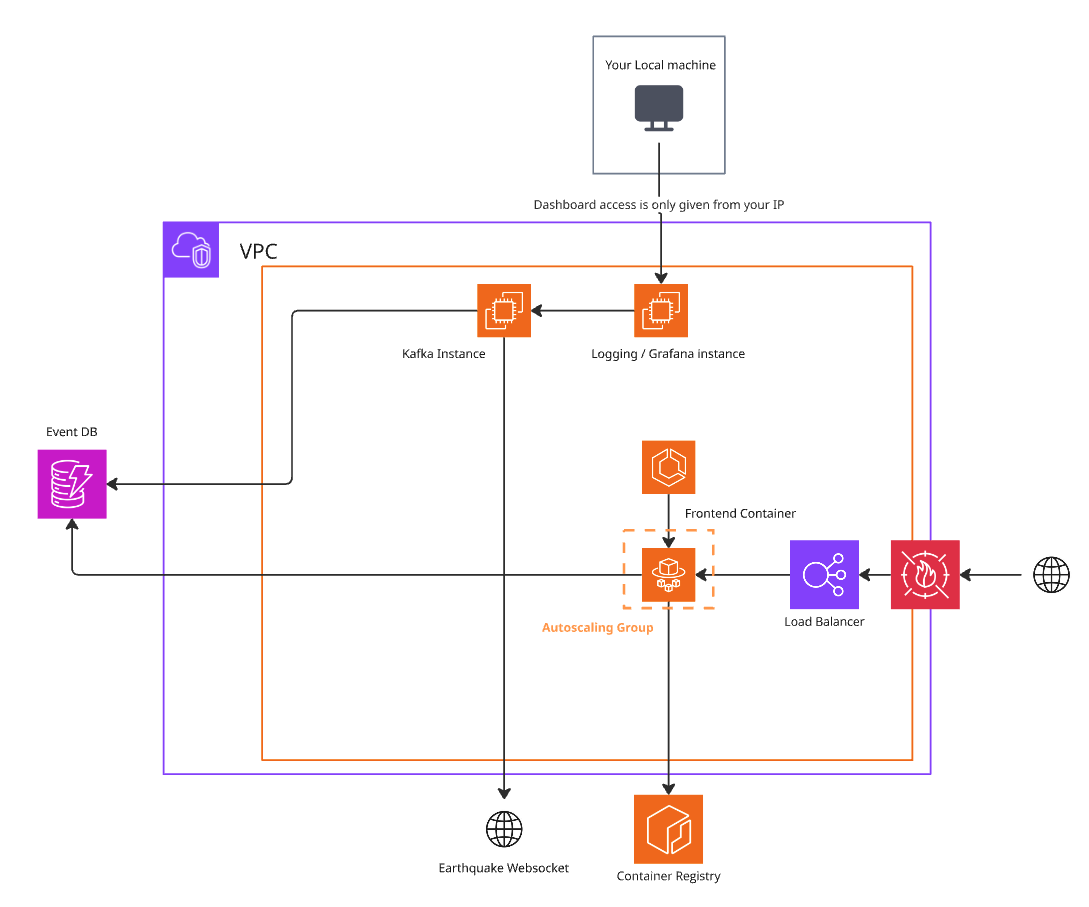 Your Local machine
Dashboard access is only given from your IP
VPC
Kafka Instance
Logging / Grafana instance
Event DB
Frontend Container
Autoscaling Group
Load Balancer
Earthquake Websocket
Container Registry